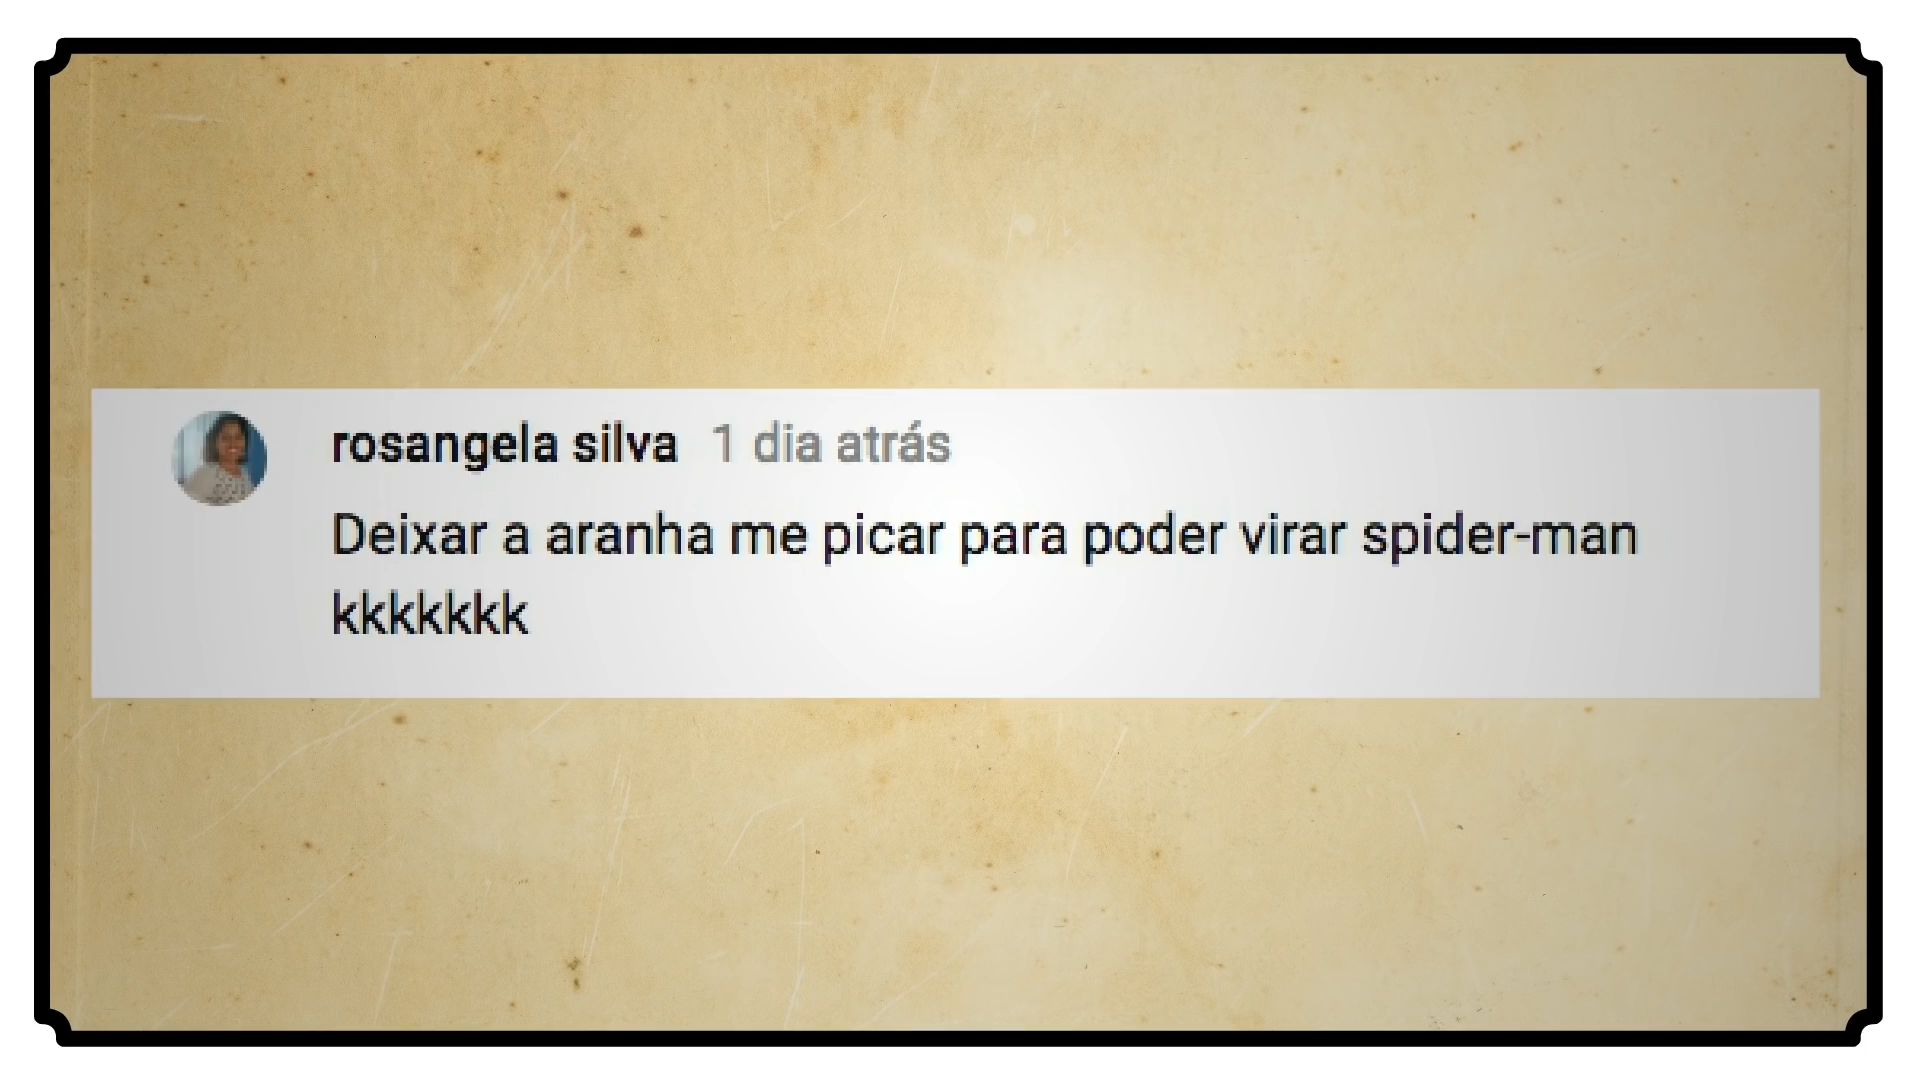 rosangela silva 1 dia atrás
Deixar a aranha me picar para poder virar spider-man
kkkkkkk